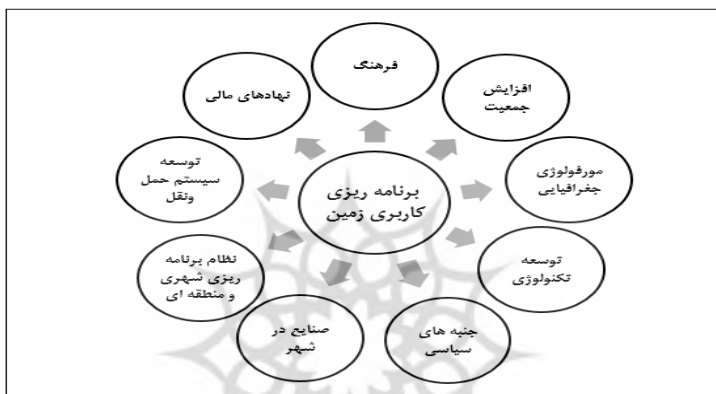 فرهنگ
افزایش
جمعیت
مورفولوژی
جغرافیایی
توسعه
تکنولوژی
جنبه های
سیاسی
صنایع در
شهر
نظام برنامه
ریزی شهری
و منطقه ای
توسعه
سیستم حمل
ونقل
نهادهای مالی
برنامه ریزی
کاربری زمین